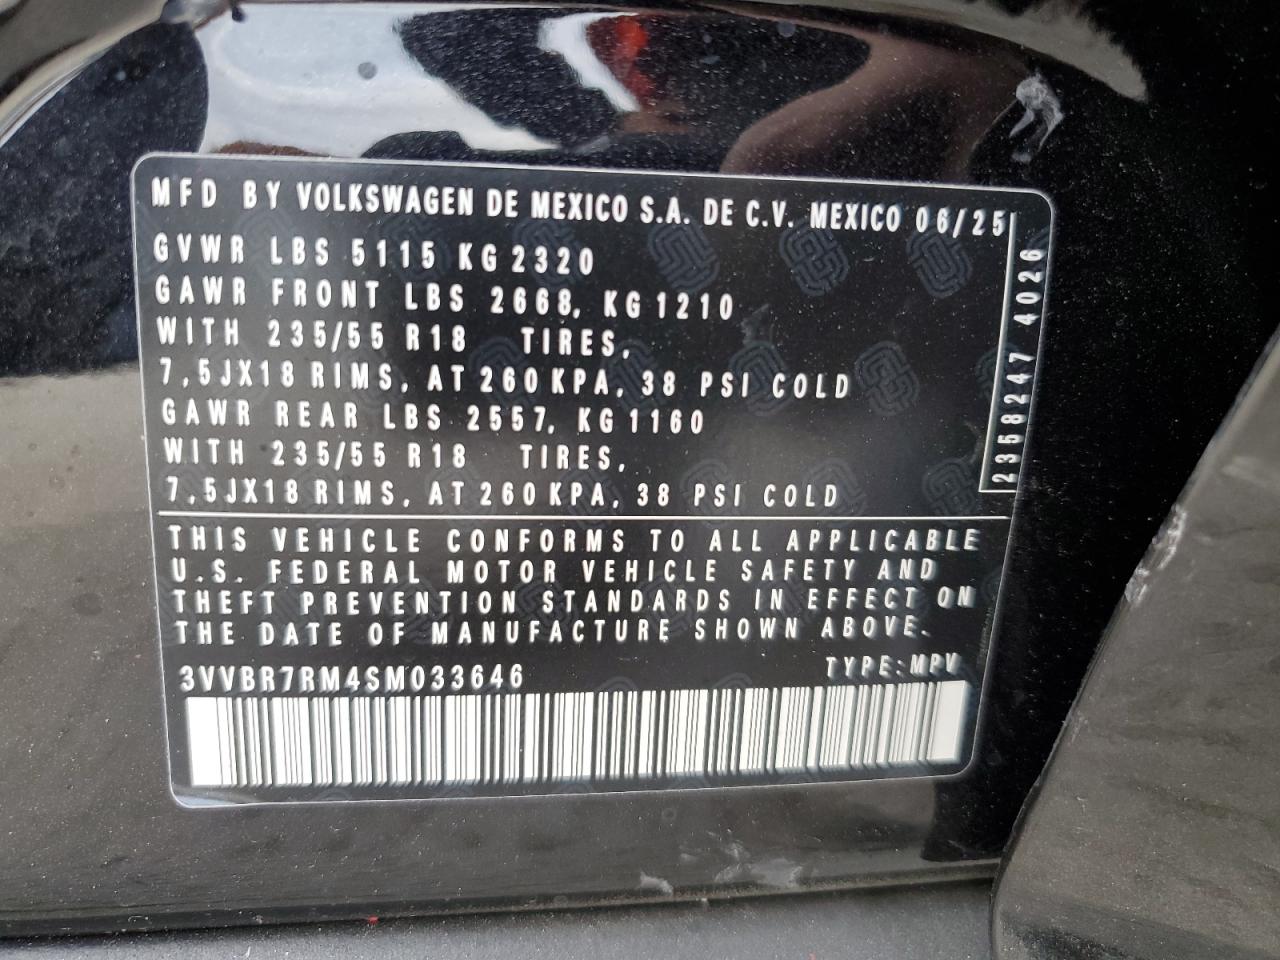 MFD BY VOLKSWAGEN DE MEXICO S.A. DE C.V. MEXICO 06/25
GVWR LBS 5115 KG 2320
GAWR FRONT LBS 2668, KG 1210
WITH 235/55 R18 TIRES,
7,5JX18 RIMS, AT 260 KPA, 38 PSI COLD
GAWR REAR LBS 2557, KG 1160
WITH 235/55 R18 TIRES,
7,5JX18 RIMS, AT 260 KPA, 38 PSI COLD
2358247 4026
THIS VEHICLE CONFORMS TO ALL APPLICABLE
U.S. FEDERAL MOTOR VEHICLE SAFETY AND
THEFT PREVENTION STANDARDS IN EFFECT ON
THE DATE OF MANUFACTURE SHOWN ABOVE.
3VVBR7RM4SM033646 TYPE: MPV